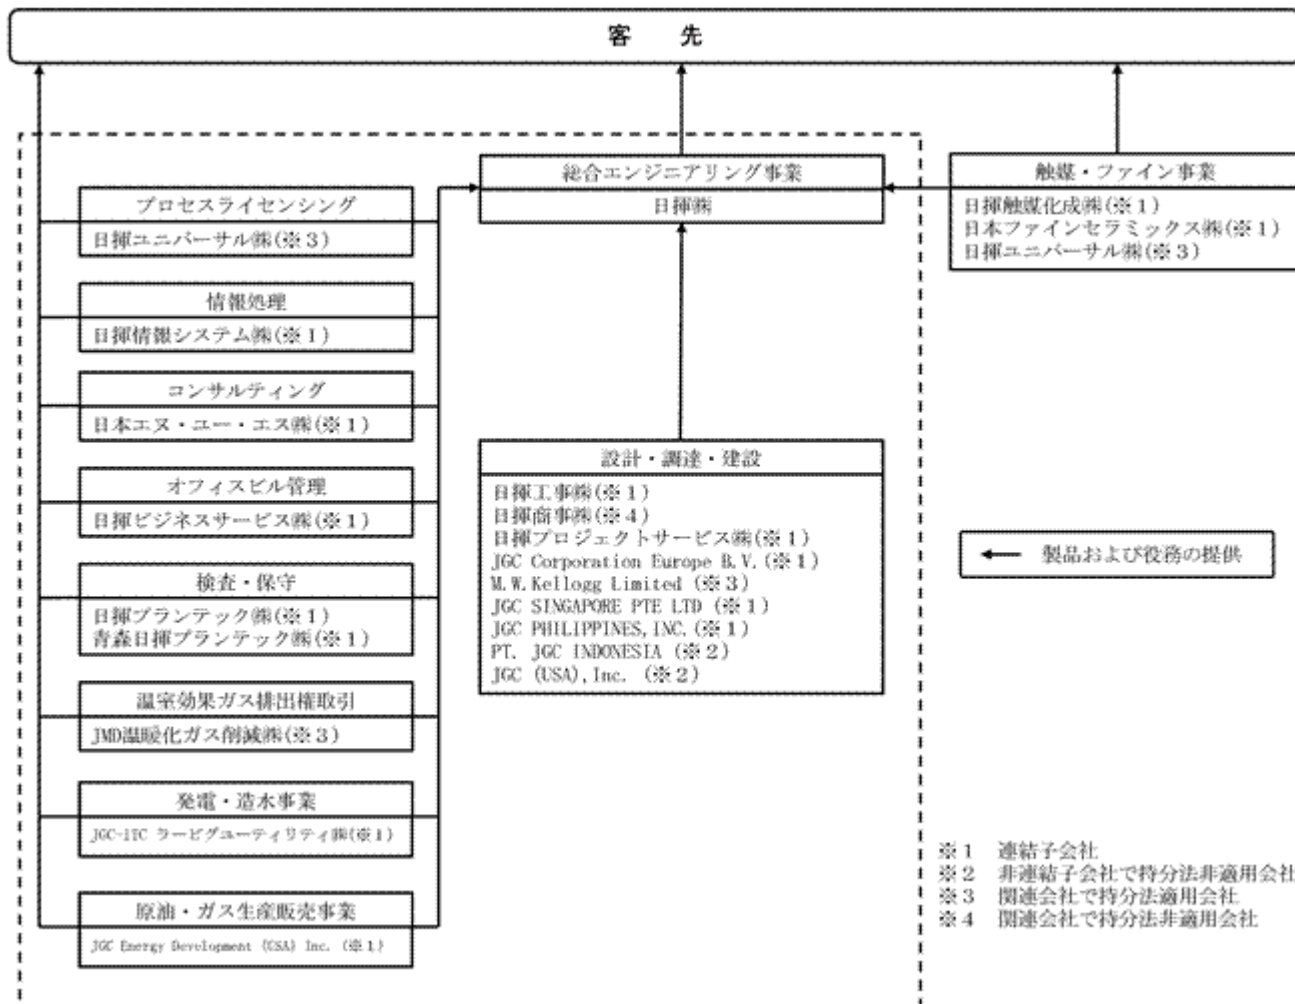 客 先
総合エンジニアリング事業
日揮㈱
触媒・ファイン事業
日揮触媒化成㈱(※1)
日本ファインセラミックス㈱(※1)
日揮ユニバーサル㈱(※3)
プロセスライセンシング
日揮ユニバーサル㈱(※3)
情報処理
日揮情報システム㈱(※1)
コンサルティング
日本エヌ・ユー・エス㈱(※1)
オフィスビル管理
日揮ビジネスサービス㈱(※1)
検査・保守
日揮プランテック㈱(※1)
青森日揮プランテック㈱(※1)
温室効果ガス排出権取引
JMD温暖化ガス削減㈱(※3)
発電・造水事業
JGC-ITC ラービグユーティリティ㈱(※1)
原油・ガス生産販売事業
JGC Energy Development (USA) Inc. (※1)
設計・調達・建設
日揮工事㈱(※1)
日揮商事㈱(※4)
日揮プロジェクトサービス㈱(※1)
JGC Corporation Europe B.V.(※1)
M.W.Kellogg Limited (※3)
JGC SINGAPORE PTE LTD (※1)
JGC PHILIPPINES,INC.(※1)
PT. JGC INDONESIA (※2)
JGC (USA),Inc. (※2)
製品および役務の提供
※1 連結子会社
※2 非連結子会社で持分法非適用会社
※3 関連会社で持分法適用会社
※4 関連会社で持分法非適用会社